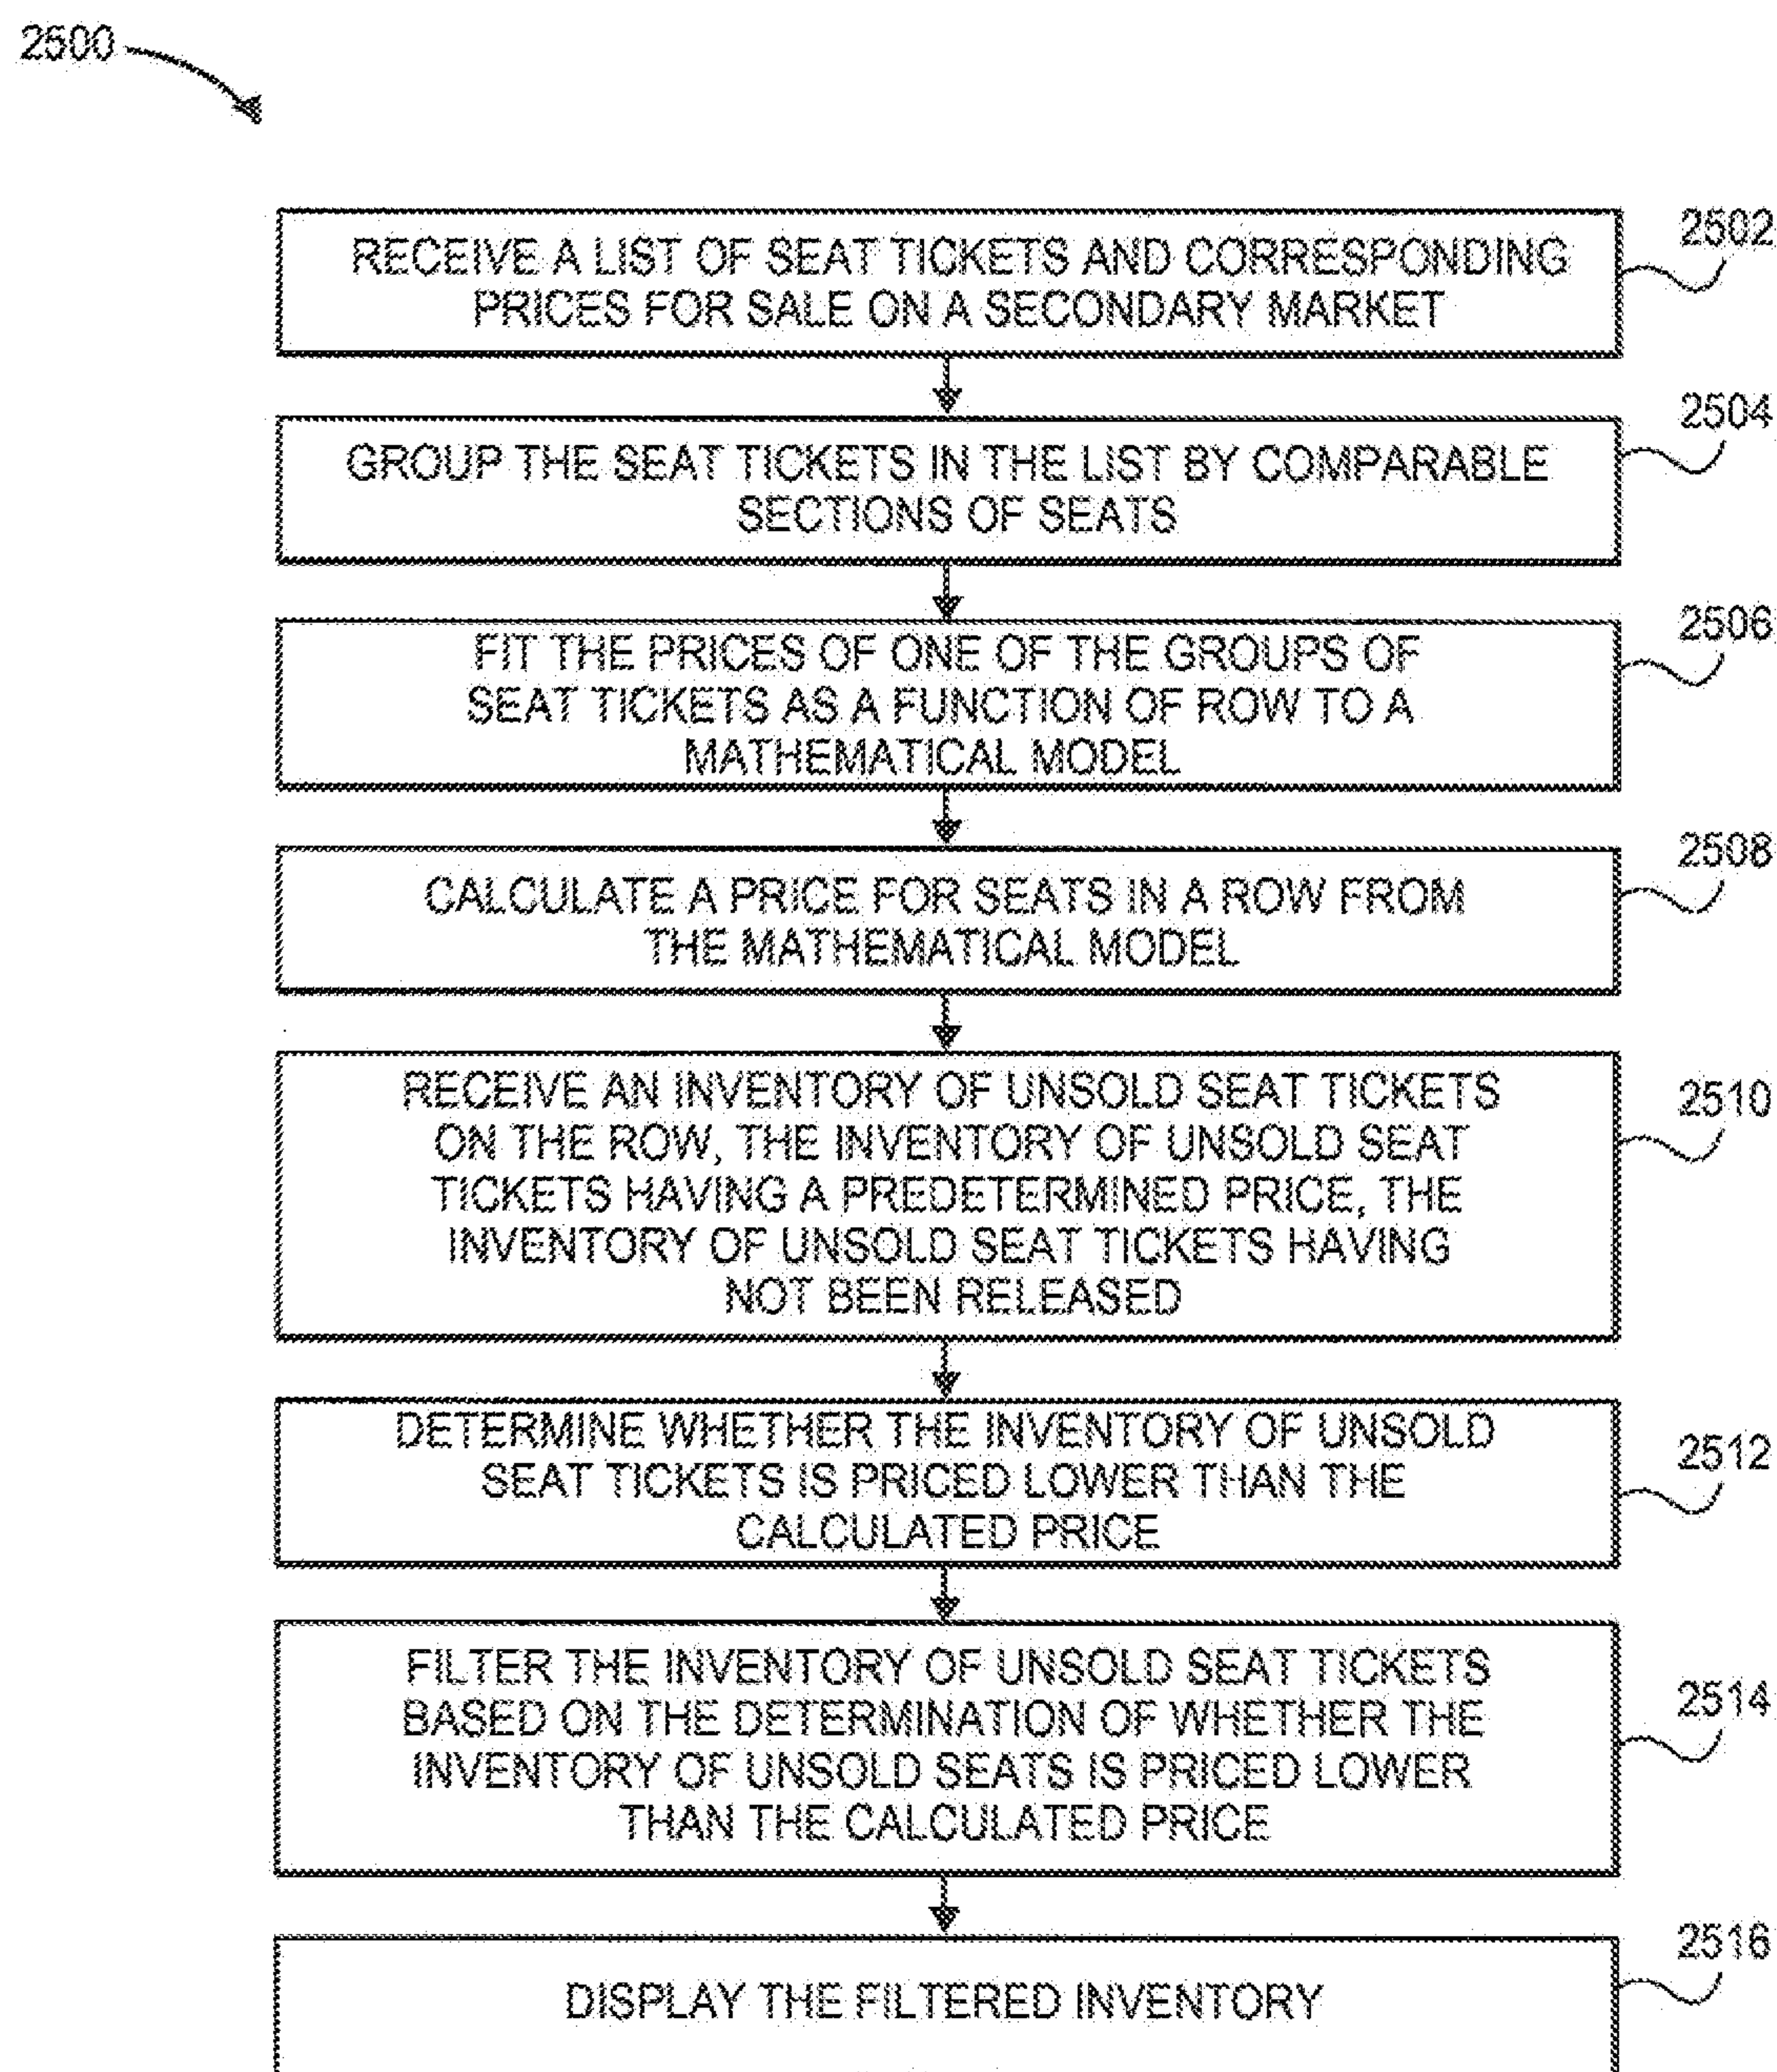 2500
RECEIVE A LIST OF SEAT TICKETS AND CORRESPONDING
PRICES FOR SALE ON A SECONDARY MARKET
2502
GROUP THE SEAT TICKETS IN THE LIST BY COMPARABLE
SECTIONS OF SEATS
2504
FIT THE PRICES OF ONE OF THE GROUPS OF
SEAT TICKETS AS A FUNCTION OF ROW TO A
MATHEMATICAL MODEL
2506
CALCULATE A PRICE FOR SEATS IN A ROW FROM
THE MATHEMATICAL MODEL
2508
RECEIVE AN INVENTORY OF UNSOLD SEAT TICKETS
ON THE ROW, THE INVENTORY OF UNSOLD SEAT
TICKETS HAVING A PREDETERMINED PRICE, THE
INVENTORY OF UNSOLD SEAT TICKETS HAVING
NOT BEEN RELEASED
2510
DETERMINE WHETHER THE INVENTORY OF UNSOLD
SEAT TICKETS IS PRICED LOWER THAN THE
CALCULATED PRICE
2512
FILTER THE INVENTORY OF UNSOLD SEAT TICKETS
BASED ON THE DETERMINATION OF WHETHER THE
INVENTORY OF UNSOLD SEATS IS PRICED LOWER
THAN THE CALCULATED PRICE
2514
DISPLAY THE FILTERED INVENTORY
2516